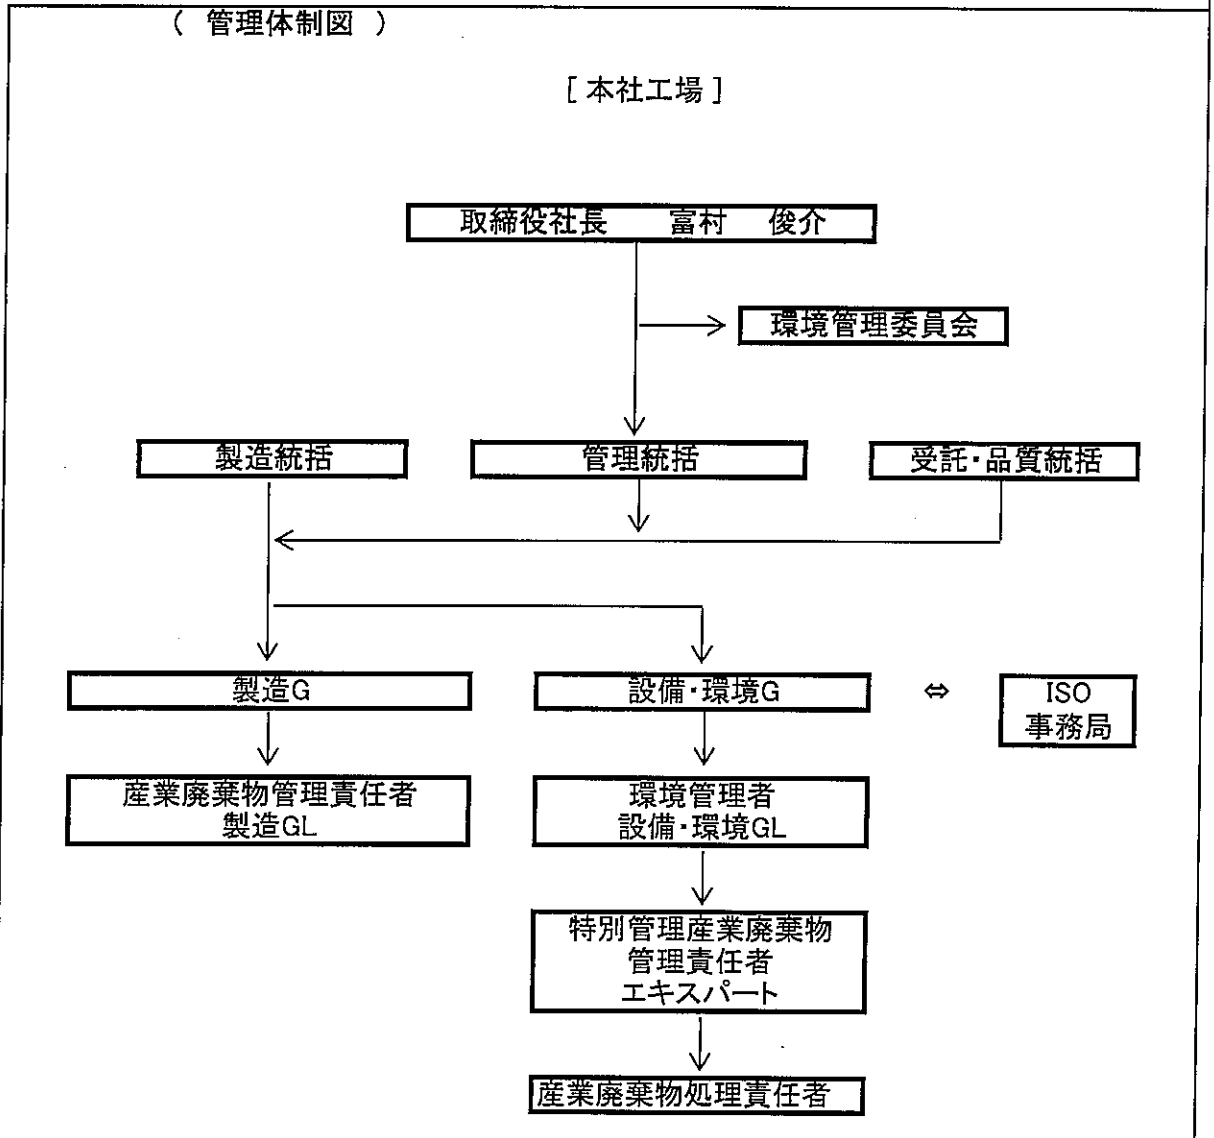 （ 管理体制図 ）
[ 本社工場 ]
取締役社長　　富村　俊介
環境管理委員会
製造統括
管理統括
受託・品質統括
製造G
設備・環境G
⇔
ISO
事務局
産業廃棄物管理責任者
製造GL
環境管理者
設備・環境GL
特別管理産業廃棄物
管理責任者
エキスパート
産業廃棄物処理責任者